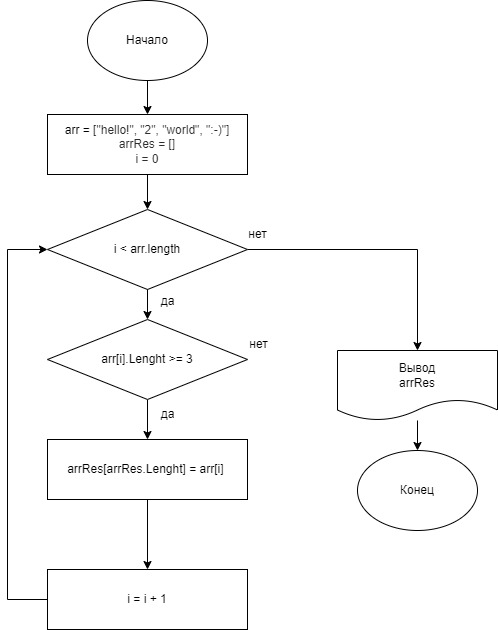 Начало
arr = ["hello!", "2", "world", ":-)"]
arrRes = []
i = 0
i < arr.length
нет
да
arr[i].Lenght >= 3
нет
да
arrRes[arrRes.Lenght] = arr[i]
i = i + 1
Вывод
arrRes
Конец